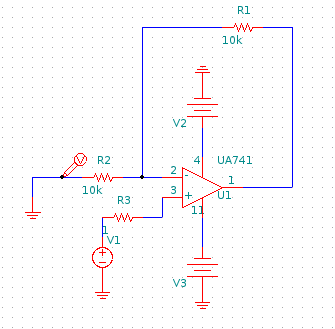 R1
10k
V
4
V2
R2
2
UA741
10k
-
1
R3
3
+
U1
1
11
V1
+
-
V3